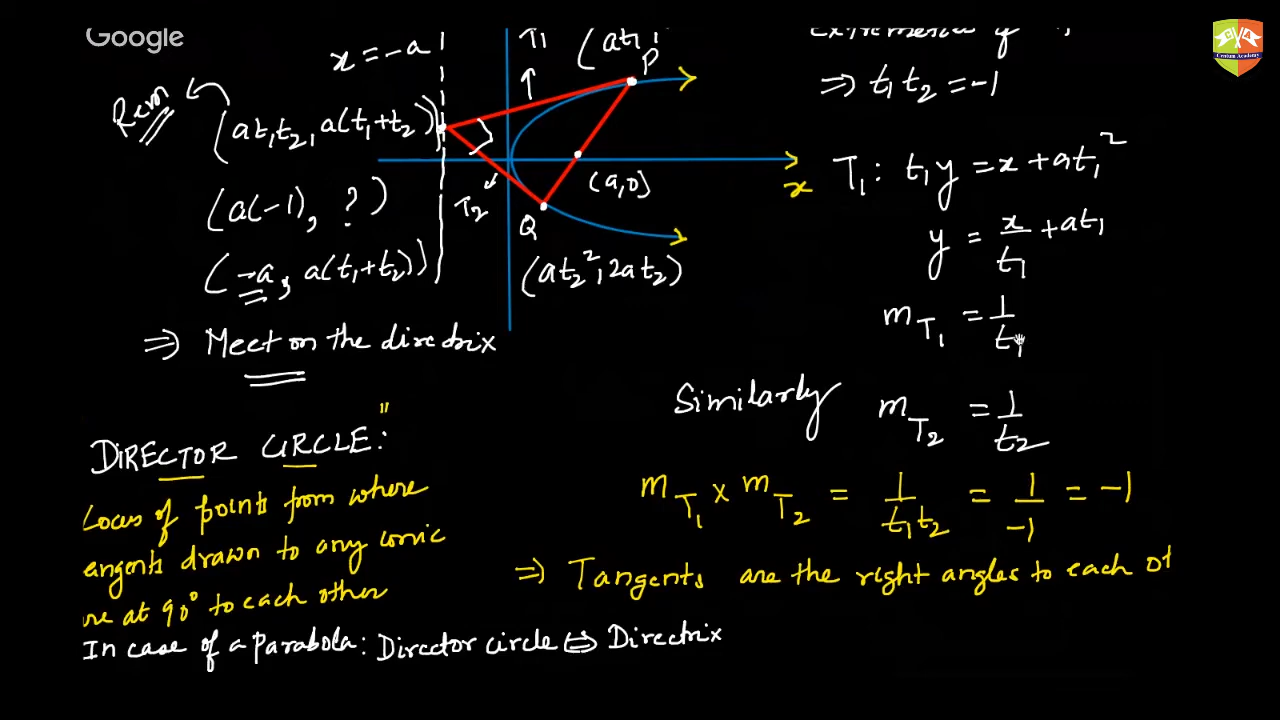 Google
x = -a
T1
(at1
P
Rem
(at1t2, a(t1+t2))
(a(-1), ?)
(-a, a(t1+t2))
⇒ Meet on the directrix
T2
(a,0)
x
Q
(at2², 2at2)
⇒ t1t2 = -1
T1: t1y = x + at1²
y = x/t1 + at1
mT1 = 1/t1
Similarly mT2 = 1/t2
mT1 × mT2 = 1/t1t2 = 1/-1 = -1
⇒ Tangents are the right angles to each ot
DIRECTOR CIRCLE:"
Locus of points from where
angents drawn to any conic
re at 90° to each other
In case of a parabola: Director circle ⇔ Directrix
Centum Academy